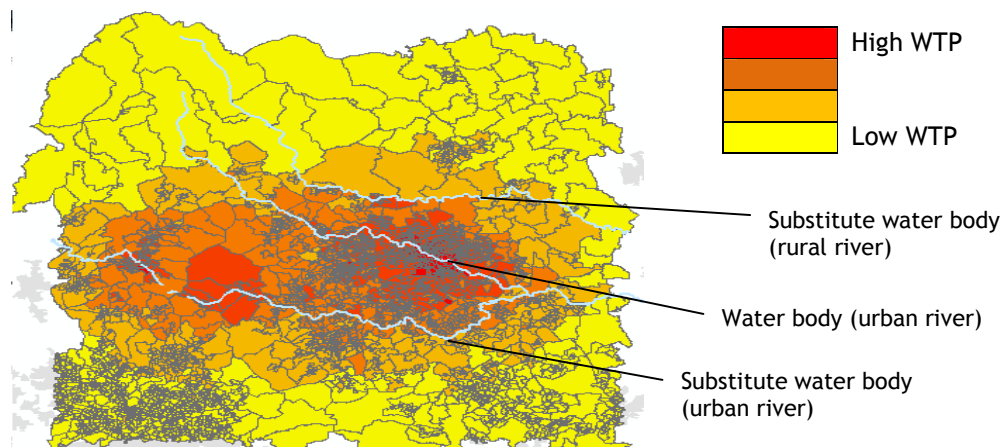 High WTP
Low WTP
Substitute water body
(rural river)
Water body (urban river)
Substitute water body
(urban river)